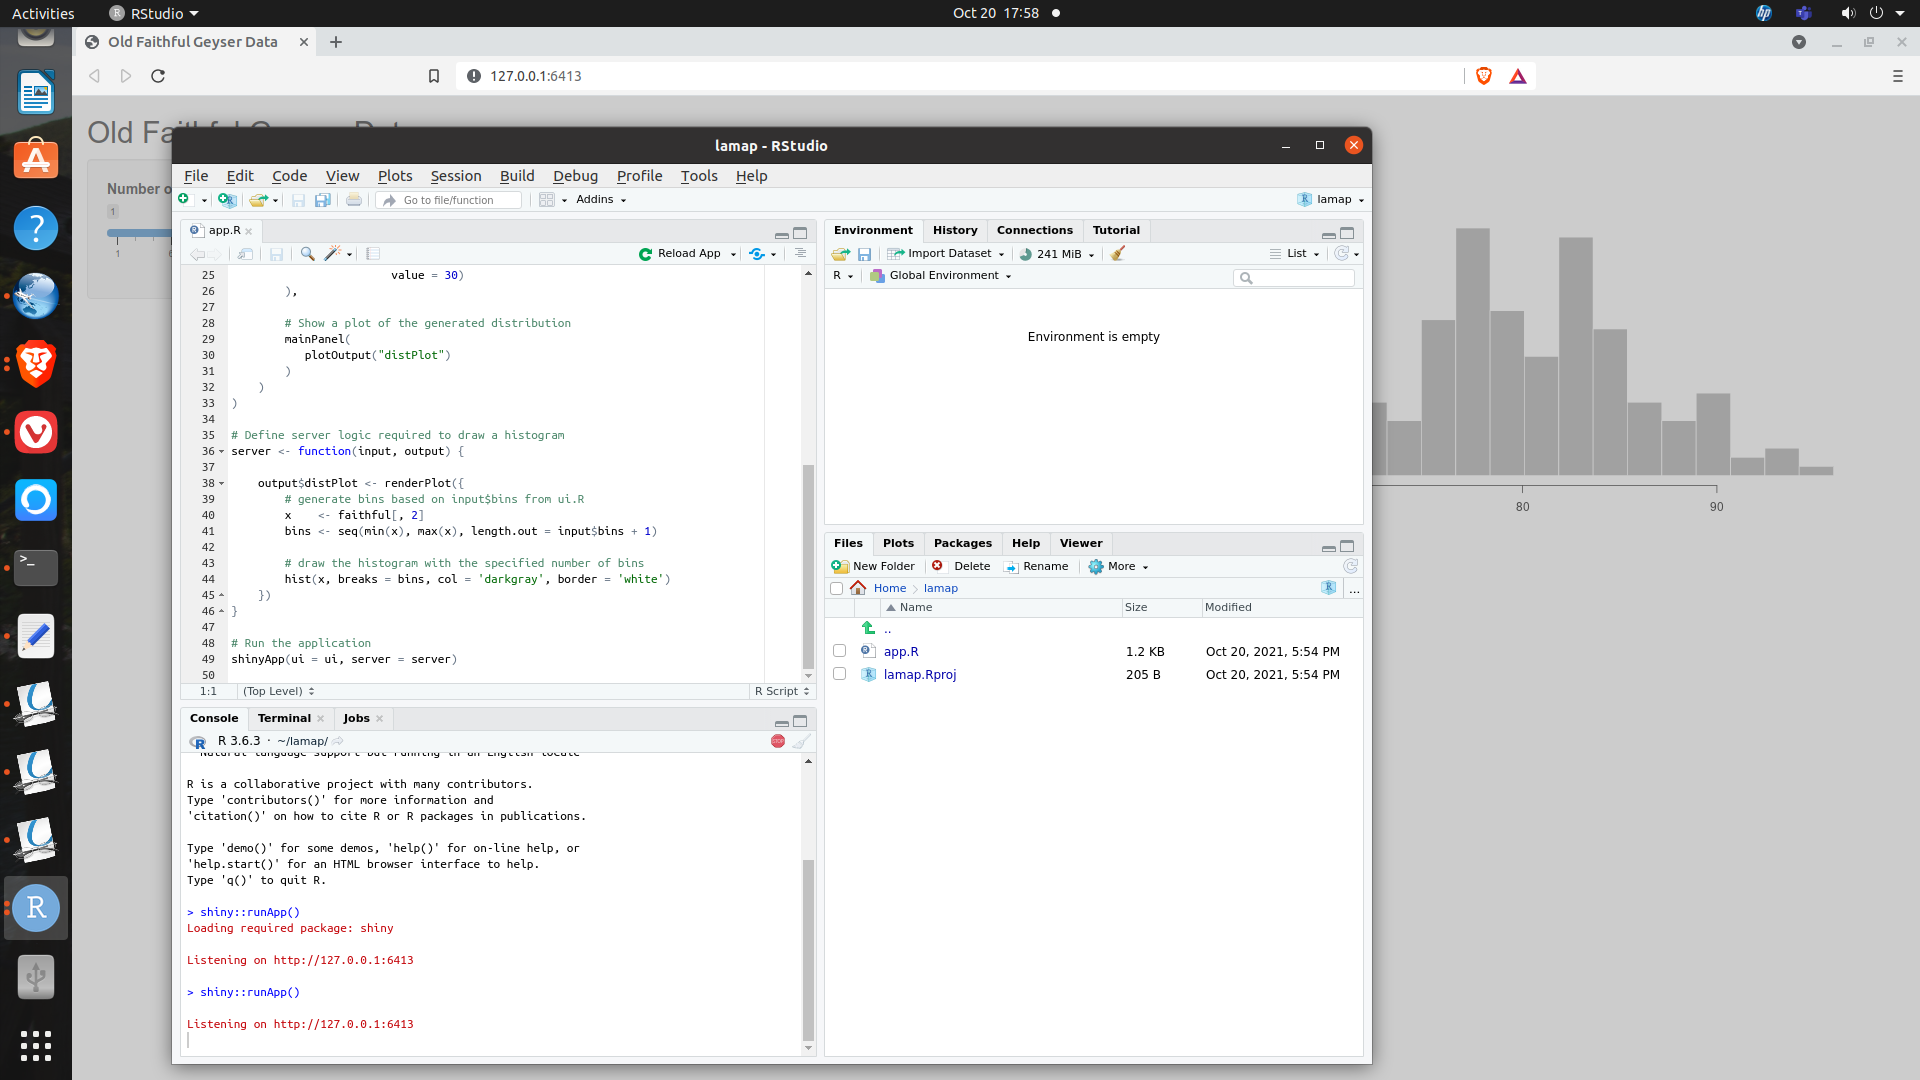 Activities
RStudio
Oct 20 17:58
Old Faithful Geyser Data
127.0.0.1:6413
Number o
1
1
80
90
lamap - RStudio
File Edit Code View Plots Session Build Debug Profile Tools Help
Go to file/function
Addins
lamap
app.R
Reload App
25 value = 30)
26 ),
27
28 # Show a plot of the generated distribution
29 mainPanel(
30 plotOutput("distPlot")
31 )
32 )
33 )
34
35 # Define server logic required to draw a histogram
36 server <- function(input, output) {
37
38 output$distPlot <- renderPlot({
39 # generate bins based on input$bins from ui.R
40 x    <- faithful[, 2]
41 bins <- seq(min(x), max(x), length.out = input$bins + 1)
42
43 # draw the histogram with the specified number of bins
44 hist(x, breaks = bins, col = 'darkgray', border = 'white')
45 })
46 }
47
48 # Run the application
49 shinyApp(ui = ui, server = server)
50
1:1 (Top Level) R Script
Console Terminal Jobs
R 3.6.3 · ~/lamap/
Natural language support but running in an English locale
R is a collaborative project with many contributors.
Type 'contributors()' for more information and
'citation()' on how to cite R or R packages in publications.
Type 'demo()' for some demos, 'help()' for on-line help, or
'help.start()' for an HTML browser interface to help.
Type 'q()' to quit R.
> shiny::runApp()
Loading required package: shiny
Listening on http://127.0.0.1:6413
> shiny::runApp()
Listening on http://127.0.0.1:6413
Environment History Connections Tutorial
Import Dataset 241 MiB List
R Global Environment
Environment is empty
Files Plots Packages Help Viewer
New Folder Delete Rename More
Home lamap ...
Name Size Modified
..
app.R 1.2 KB Oct 20, 2021, 5:54 PM
lamap.Rproj 205 B Oct 20, 2021, 5:54 PM